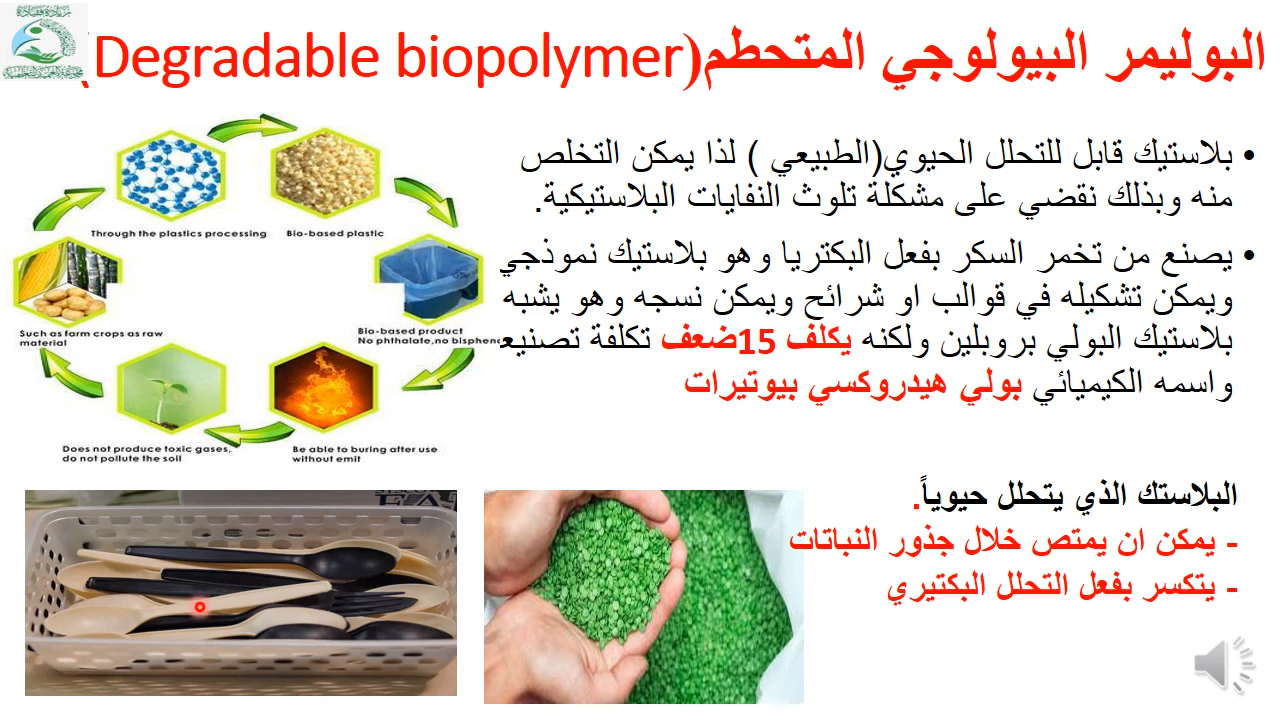 البوليمر البيولوجي المتحطم(Degradable biopolymer)
• بلاستيك قابل للتحلل الحيوي(الطبيعي ) لذا يمكن التخلص
منه وبذلك نقضي على مشكلة تلوث النفايات البلاستيكية.
• يصنع من تخمر السكر بفعل البكتريا وهو بلاستيك نموذجي
ويمكن تشكيله في قوالب او شرائح ويمكن نسجه وهو يشبه
بلاستيك البولي بروبلين ولكنه يكلف 15ضعف تكلفة تصنيع
واسمه الكيميائي بولي هيدروكسي بيوتيرات
Through the plastics processing
Bio-based plastic
Such as farm crops as raw
material
Bio-based product
No phthalate,no bisphen
Does not produce toxic gases,
do not pollute the soil
Be able to buring after use
without emit
البلاستك الذي يتحلل حيوياً.
- يمكن ان يمتص خلال جذور النباتات
- يتكسر بفعل التحلل البكتيري